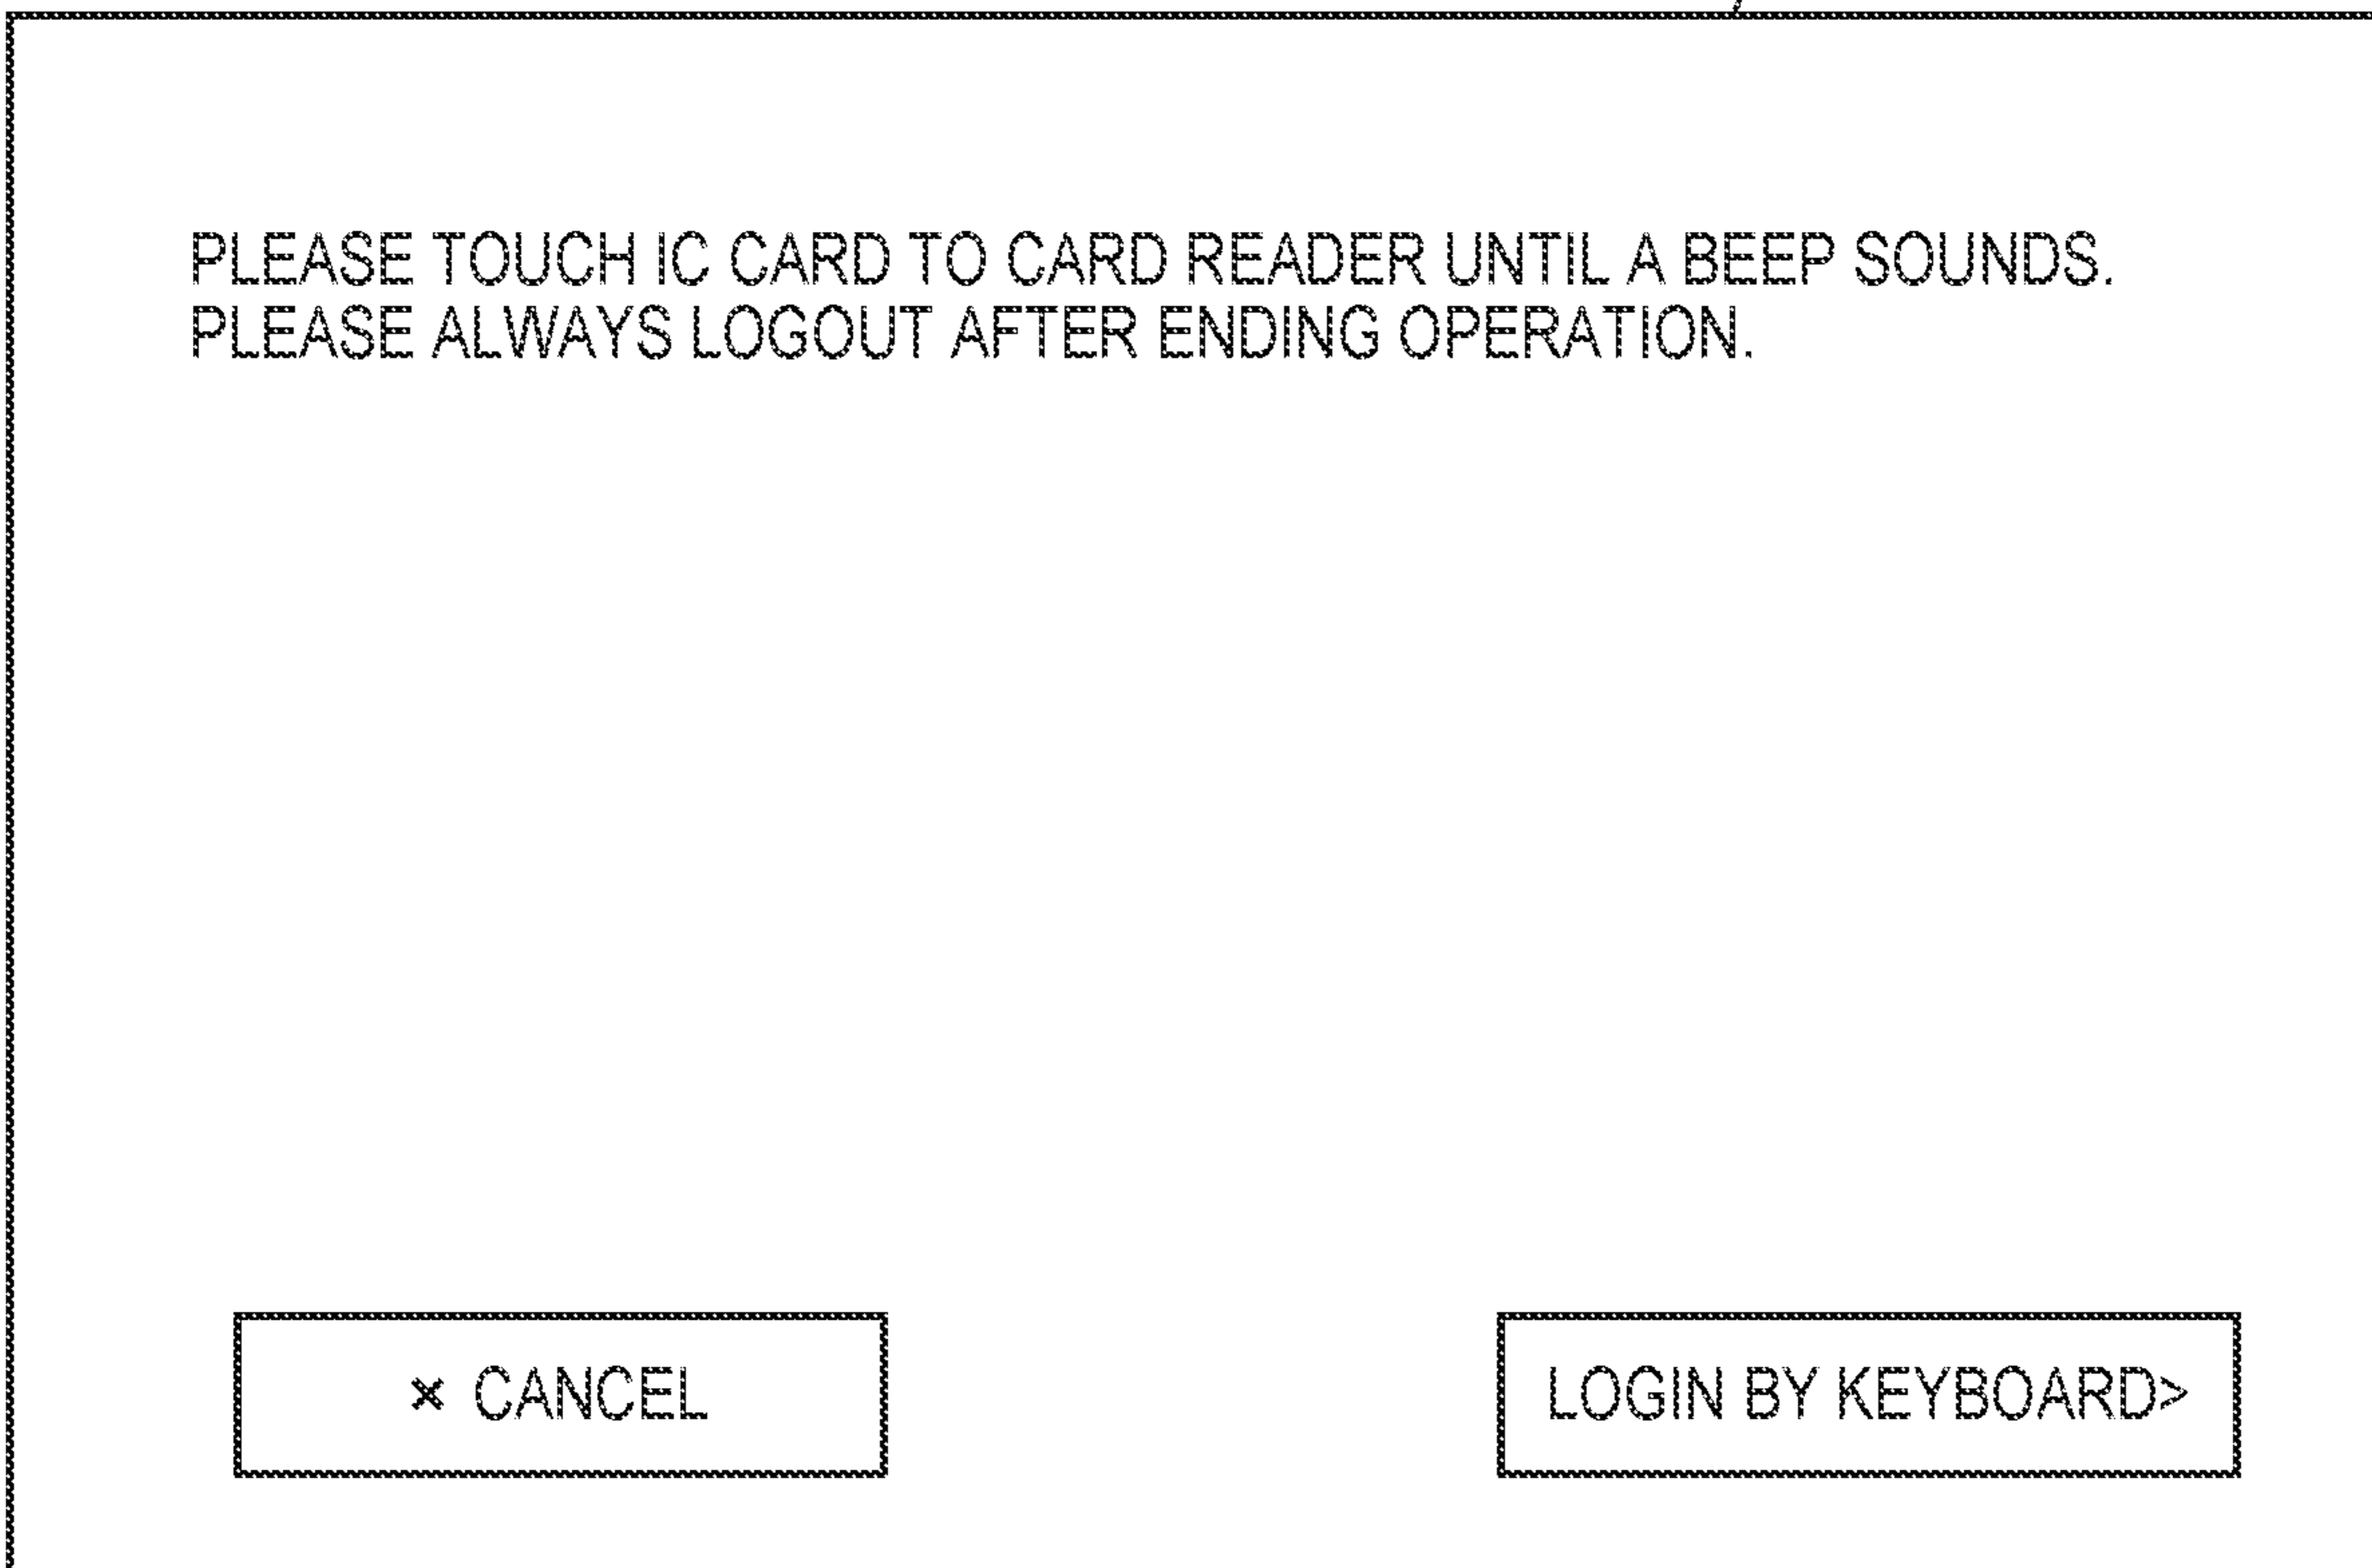 PLEASE TOUCH IC CARD TO CARD READER UNTIL A BEEP SOUNDS.
PLEASE ALWAYS LOGOUT AFTER ENDING OPERATION.
× CANCEL
LOGIN BY KEYBOARD>